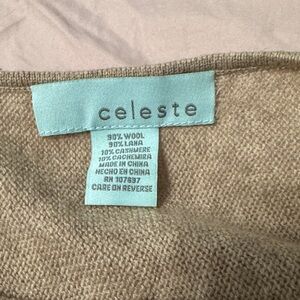 celeste
90% WOOL
90% LANA
10% CASHMERE
10% CACHEMIRA
MADE IN CHINA
HECHO EN CHINA
RN 107637
CARE ON REVERSE